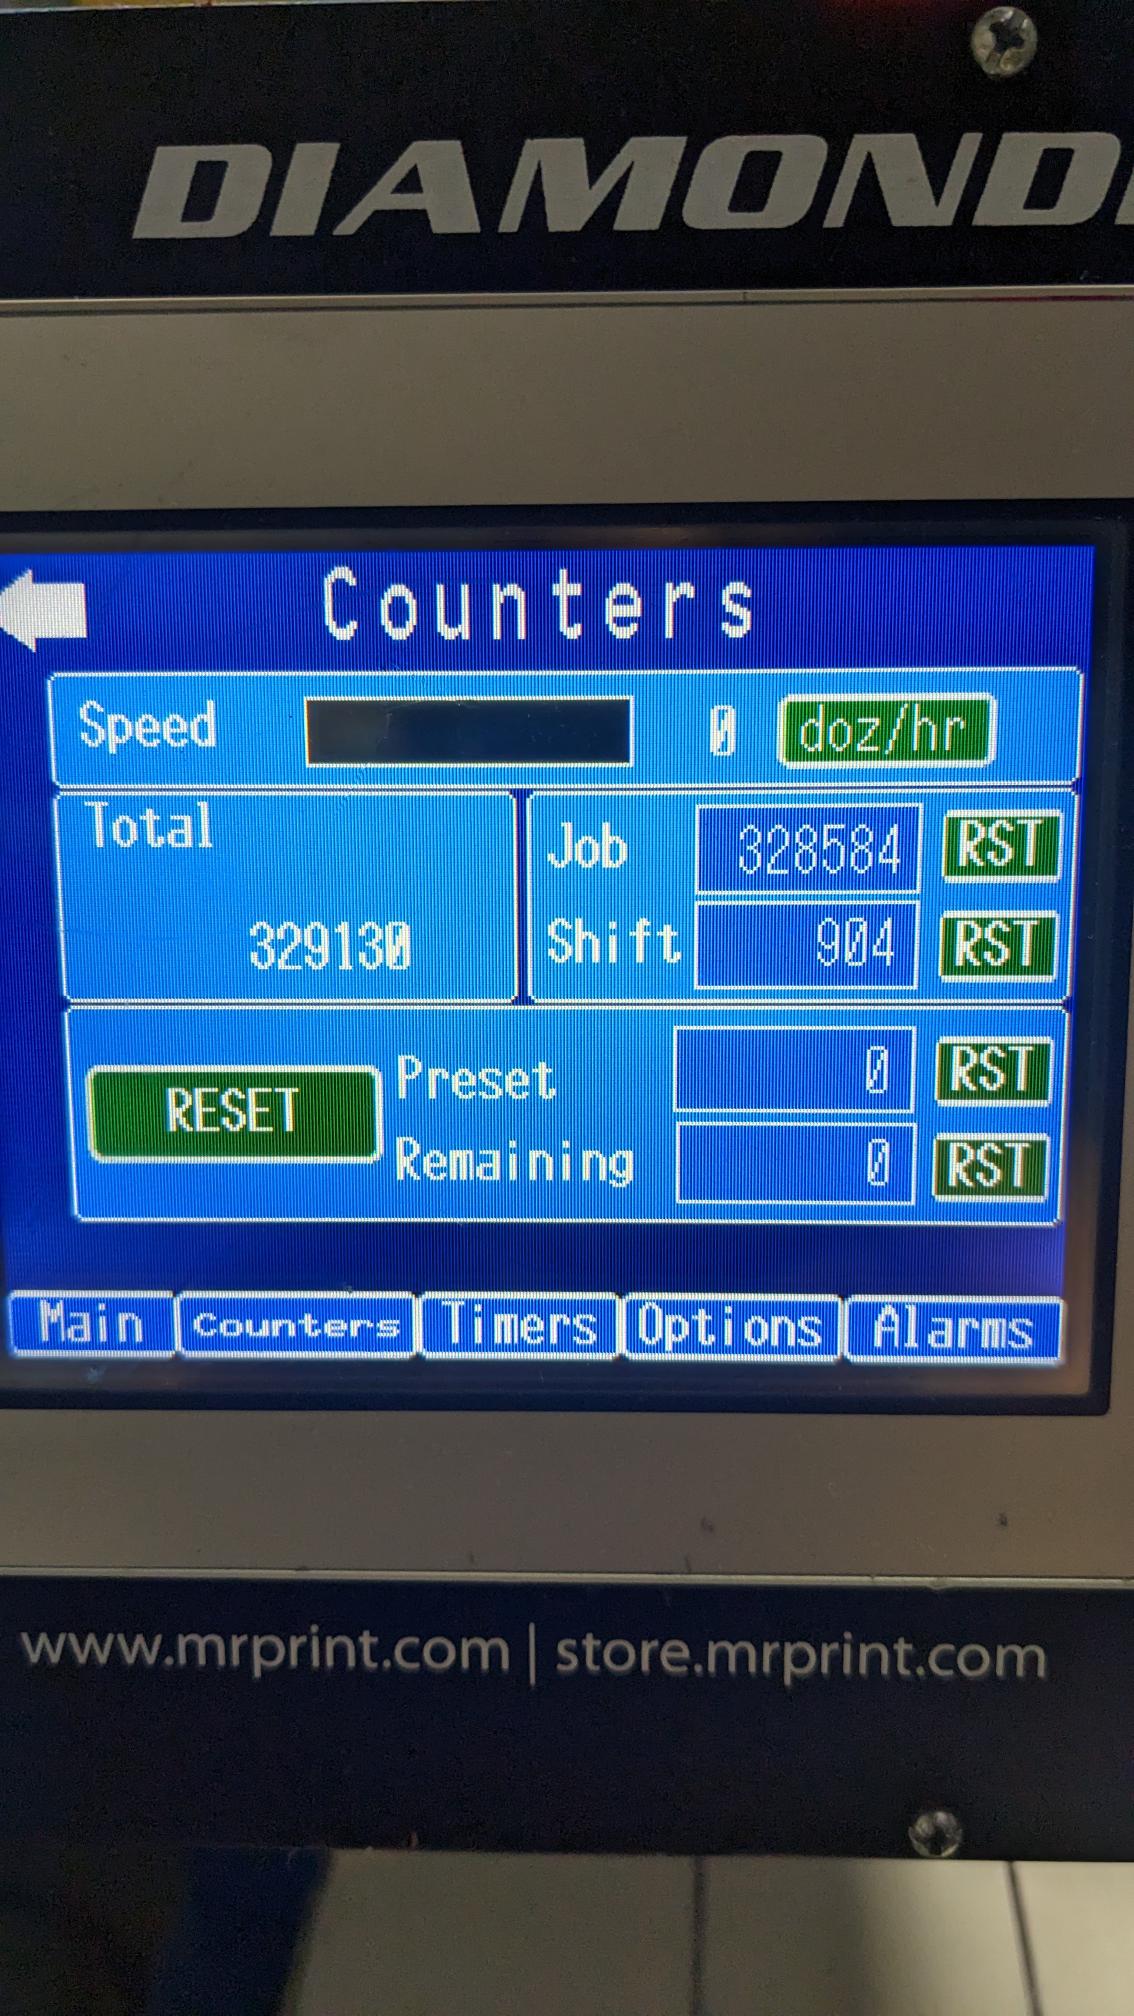 DIAMOND
Counters
Speed 0 doz/hr
Total
329130
Job 328584 RST
Shift 904 RST
RESET
Preset 0 RST
Remaining 0 RST
Main Counters Timers Options Alarms
www.mrprint.com | store.mrprint.com